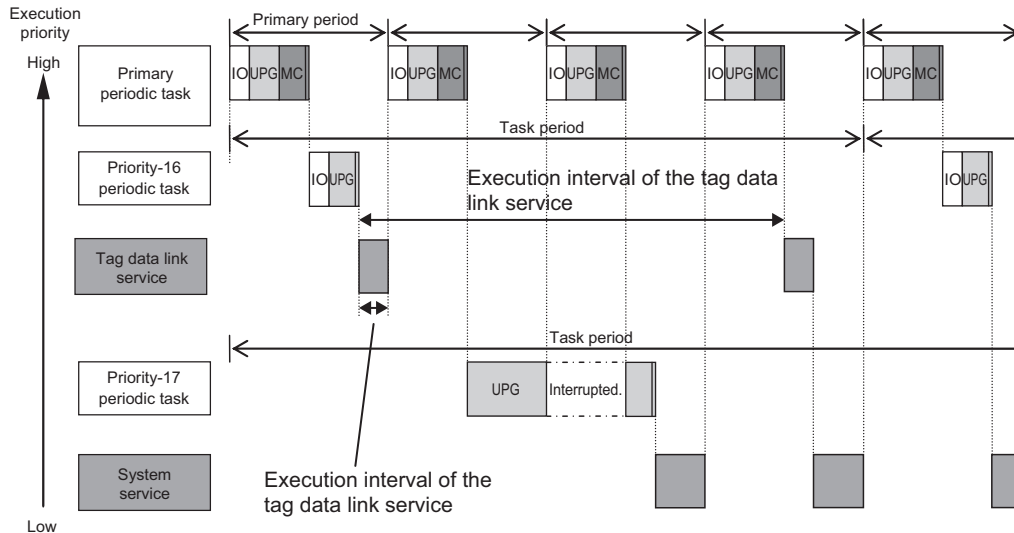 Execution
priority
High
Primary period
Primary
periodic task
IO UPG MC
IO UPG MC
IO UPG MC
IO UPG MC
IO UPG MC
Task period
Priority-16
periodic task
IO UPG
Execution interval of the tag data
link service
IO UPG
Tag data link
service
Task period
Priority-17
periodic task
UPG
Interrupted.
Execution interval of the
tag data link service
System
service
Low